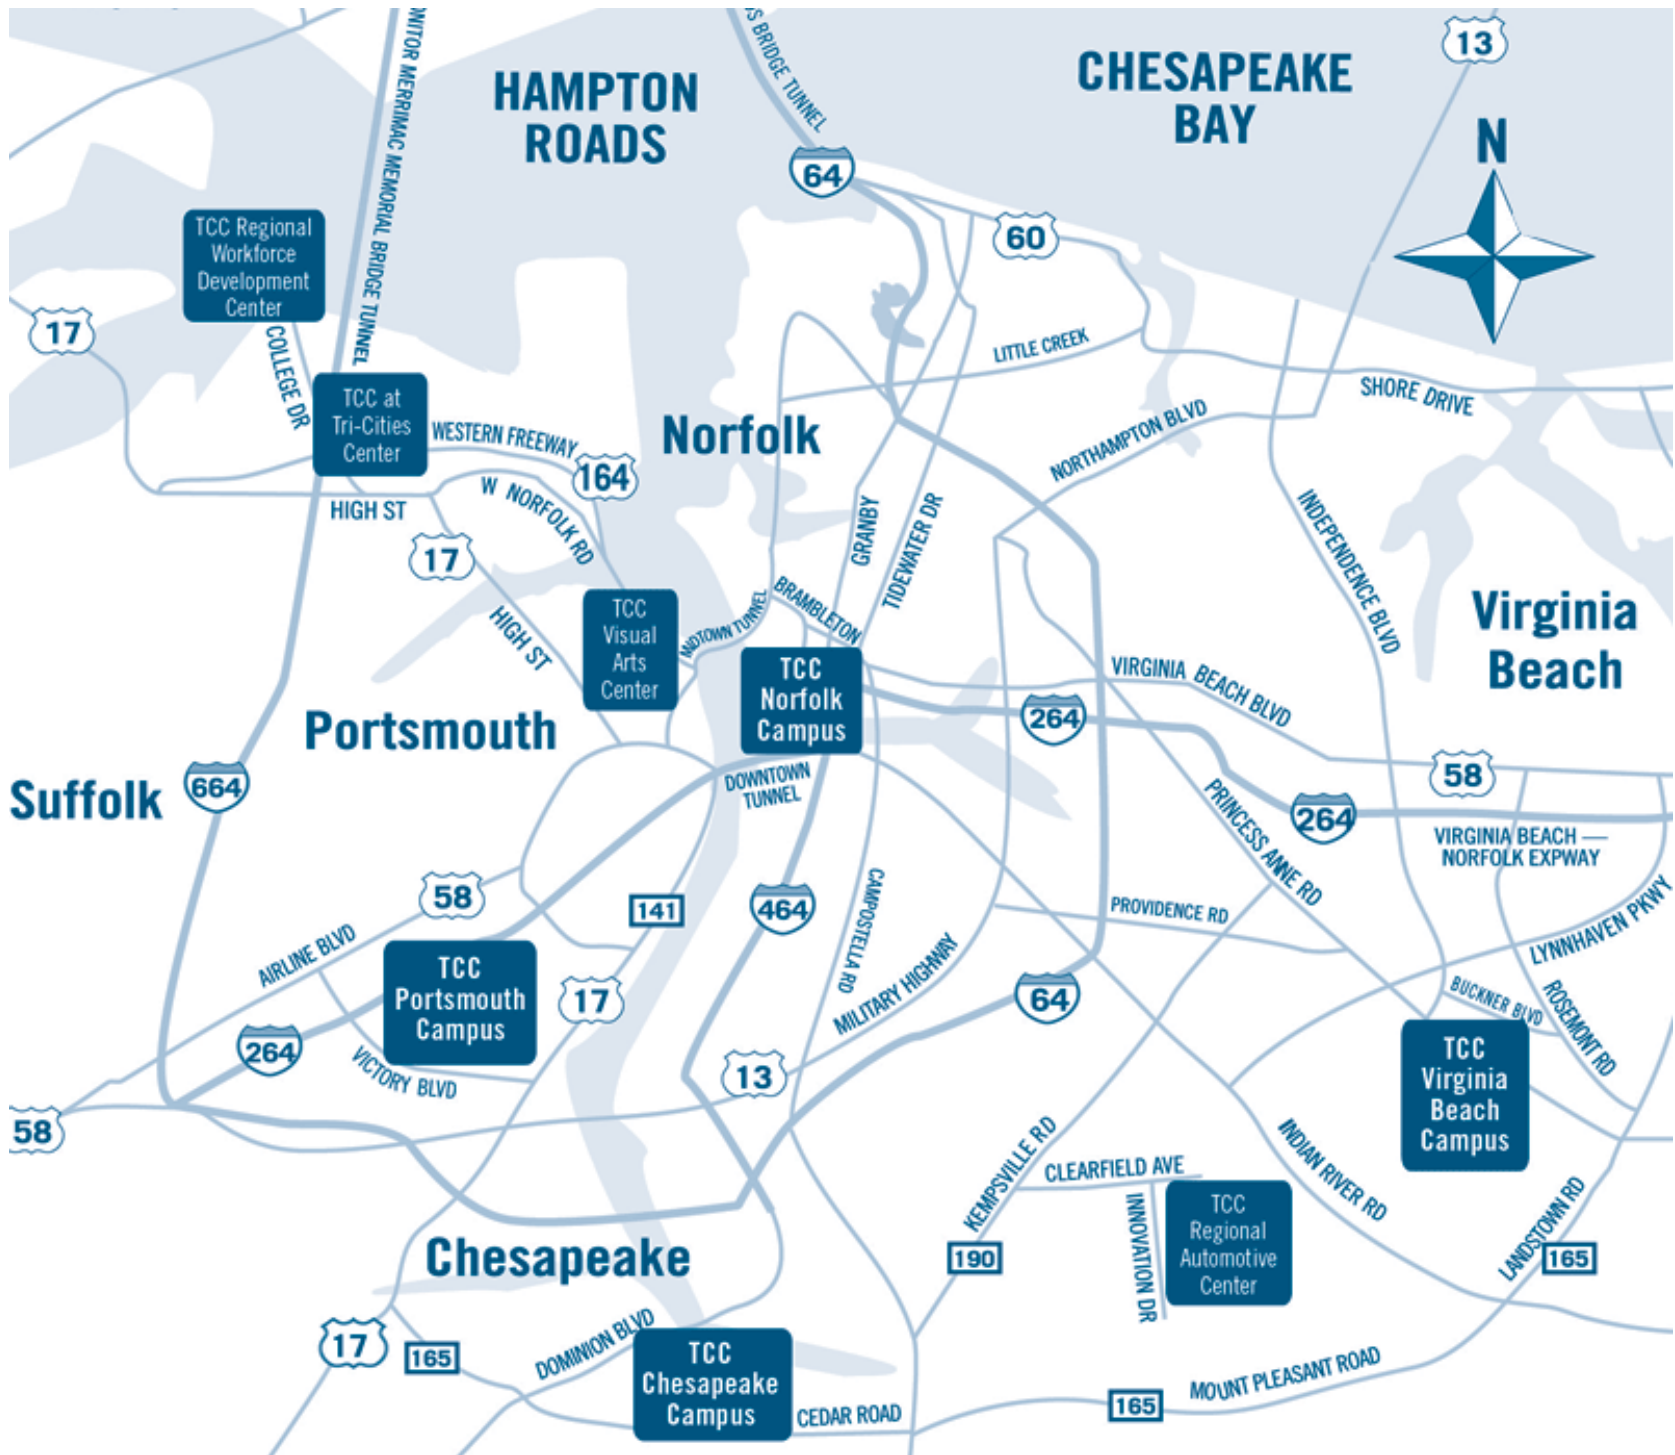 HAMPTON
ROADS
CHESAPEAKE
BAY
13
N
BRIDGE TUNNEL
MERRIMAC MEMORIAL BRIDGE TUNNEL
64
60
TCC Regional
Workforce
Development
Center
17
COLLEGE DR
LITTLE CREEK
TCC at
Tri-Cities
Center
WESTERN FREEWAY
164
Norfolk
NORTHAMPTON BLVD
SHORE DRIVE
HIGH ST
W NORFOLK RD
17
GRANBY
TIDEWATER DR
INDEPENDENCE BLVD
HIGH ST
TCC
Visual
Arts
Center
MIDTOWN TUNNEL
BRAMBLETON
Virginia
Beach
TCC
Norfolk
Campus
VIRGINIA BEACH BLVD
264
Portsmouth
Suffolk
664
DOWNTOWN
TUNNEL
58
PRINCESS ANNE RD
264
VIRGINIA BEACH —
NORFOLK EXPWAY
58
141
464
CAMPOSTELLA RD
PROVIDENCE RD
LYNNHAVEN PKWY
AIRLINE BLVD
TCC
Portsmouth
Campus
17
MILITARY HIGHWAY
64
BUCKNER BLVD
ROSEMONT RD
264
VICTORY BLVD
13
TCC
Virginia
Beach
Campus
58
KEMPSVILLE RD
CLEARFIELD AVE
INNOVATION DR
TCC
Regional
Automotive
Center
INDIAN RIVER RD
LANDSTOWN RD
165
Chesapeake
190
17
165
DOMINION BLVD
TCC
Chesapeake
Campus
CEDAR ROAD
165
MOUNT PLEASANT ROAD